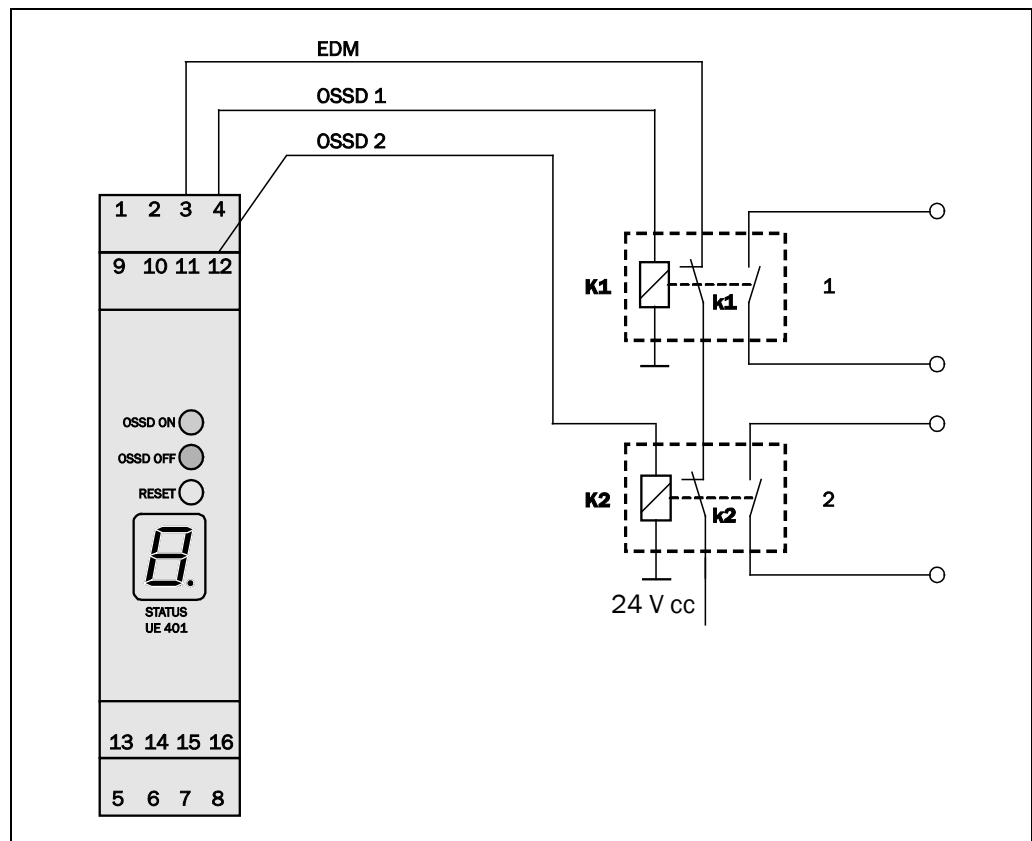 EDM
OSSD 1
OSSD 2
1 2 3 4
9 10 11 12
K1
k1
1
OSSD ON
OSSD OFF
RESET
8.
STATUS
UE 401
K2
k2
2
24 V cc
13 14 15 16
5 6 7 8